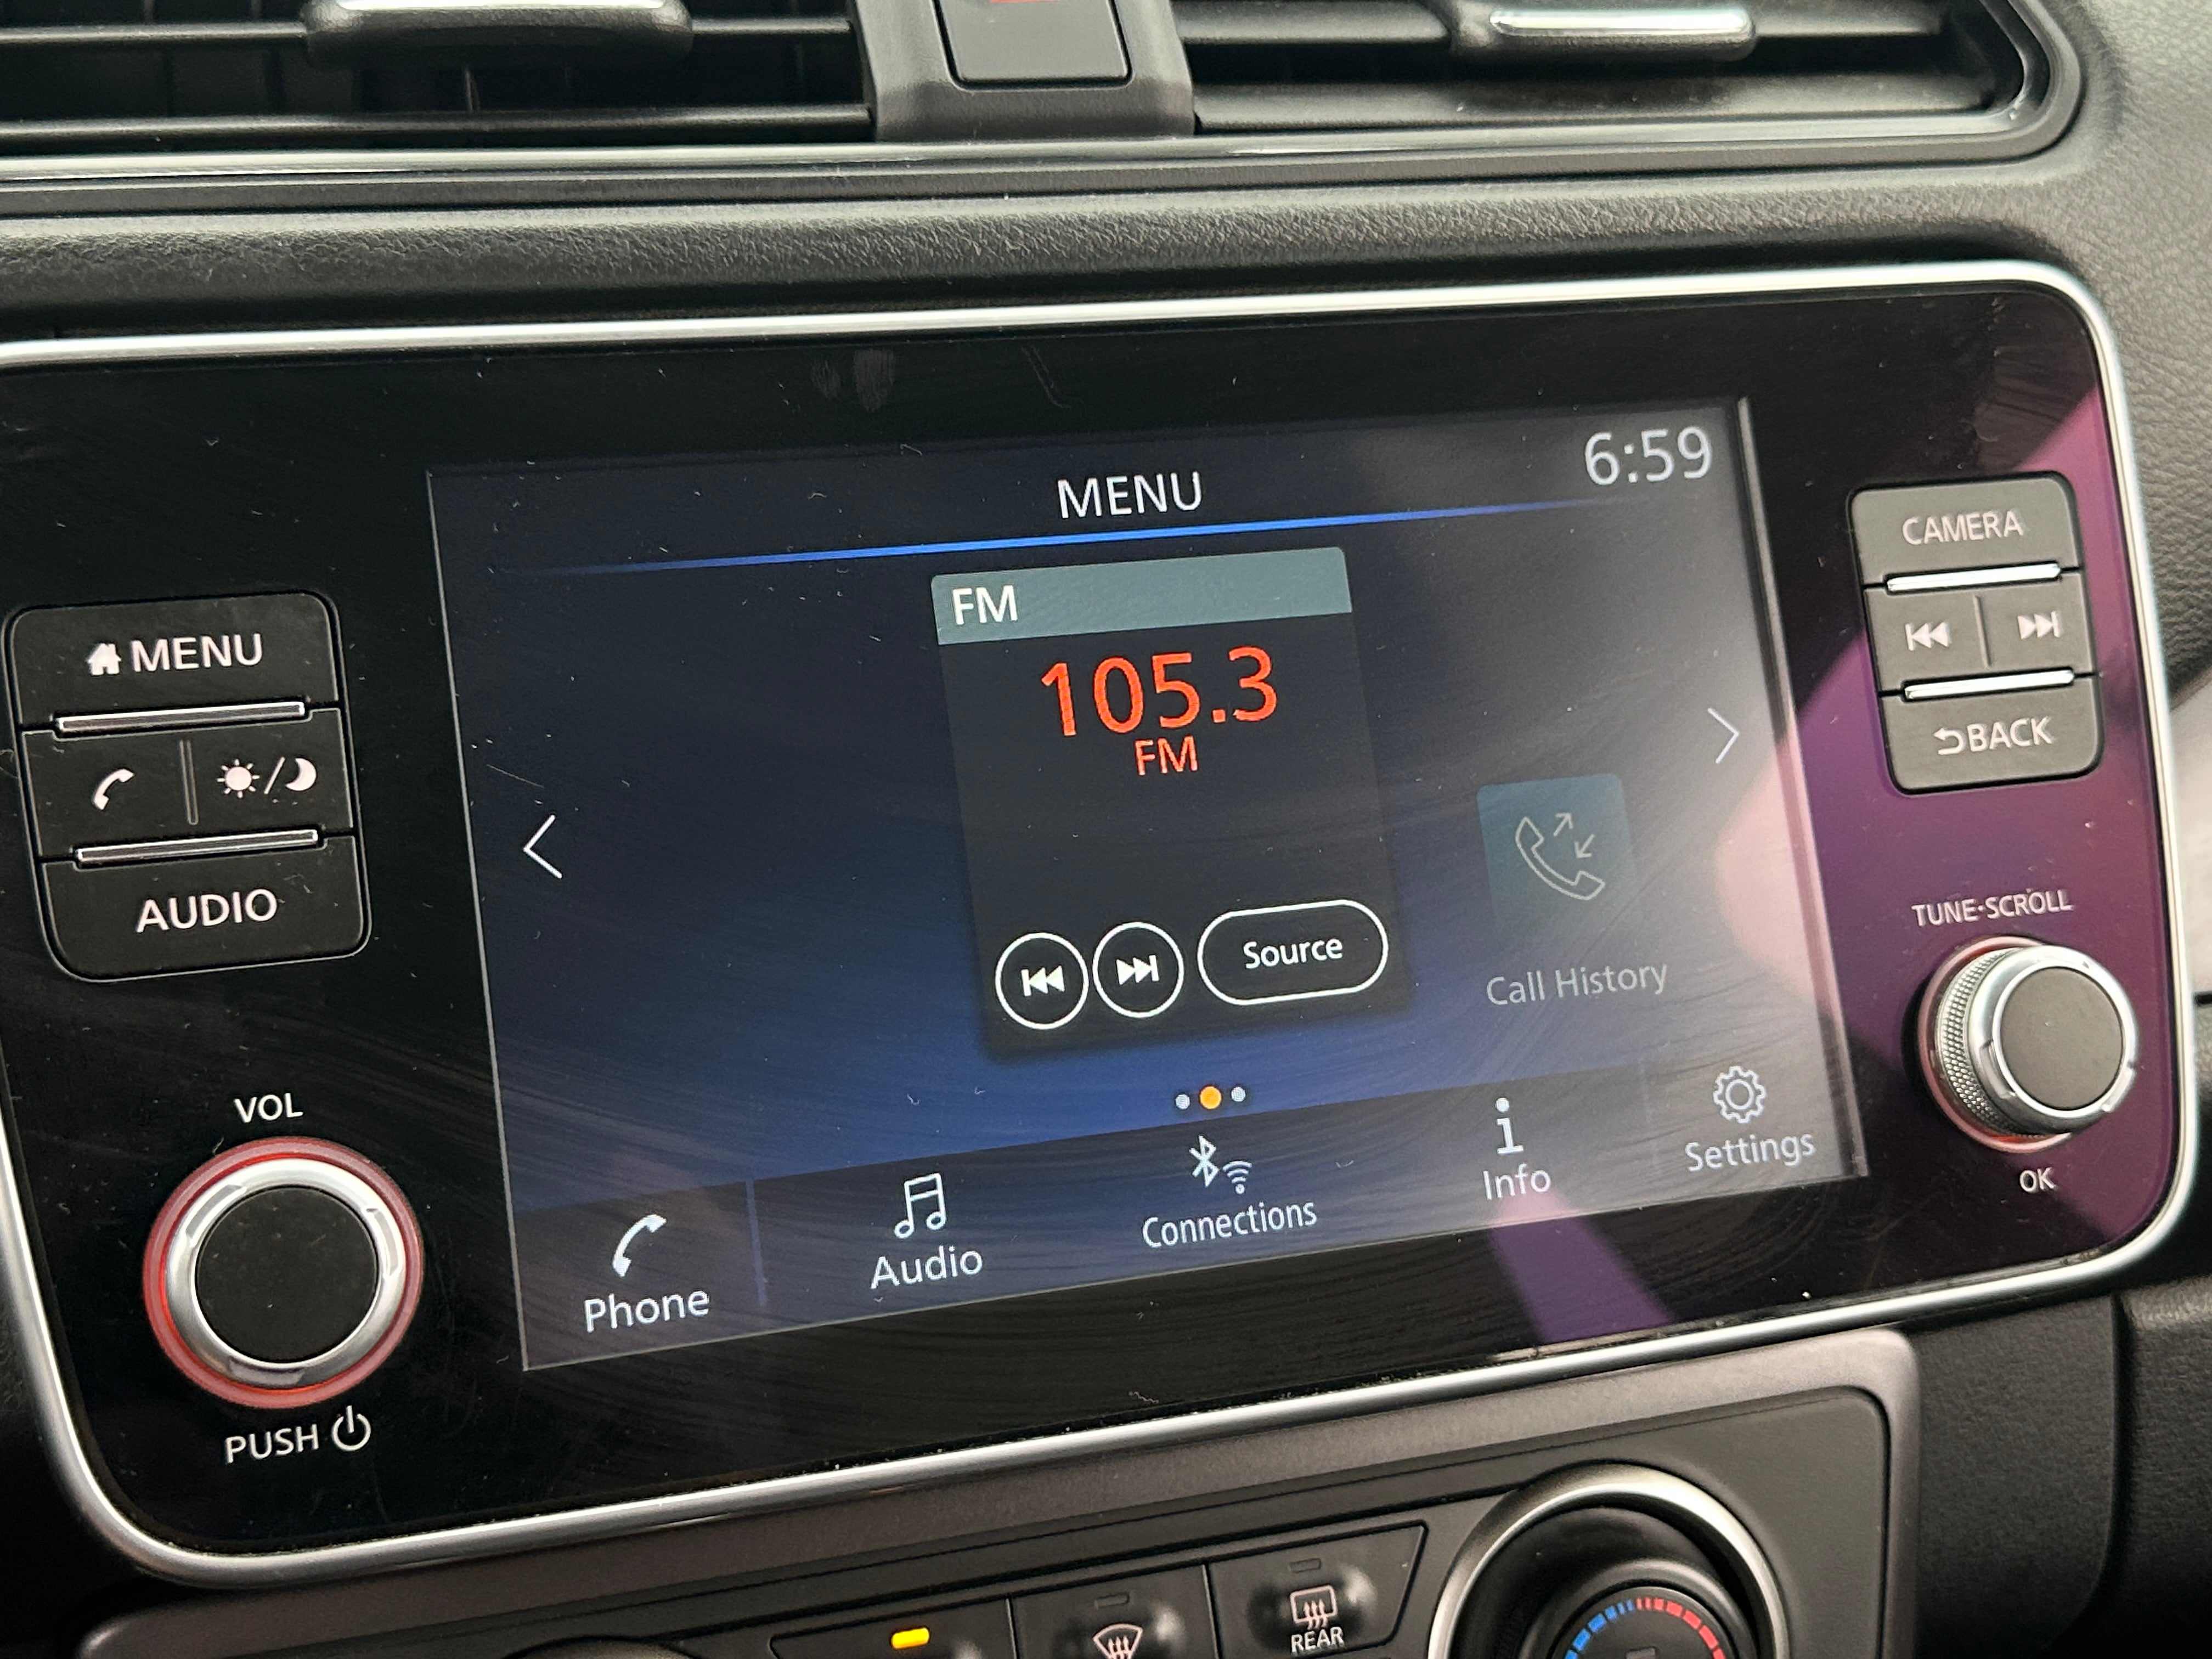 MENU
6:59
FM
105.3
FM
Source
Call History
Phone
Audio
Connections
i
Info
Settings
MENU
AUDIO
VOL
PUSH
CAMERA
BACK
TUNE·SCROLL
OK
REAR